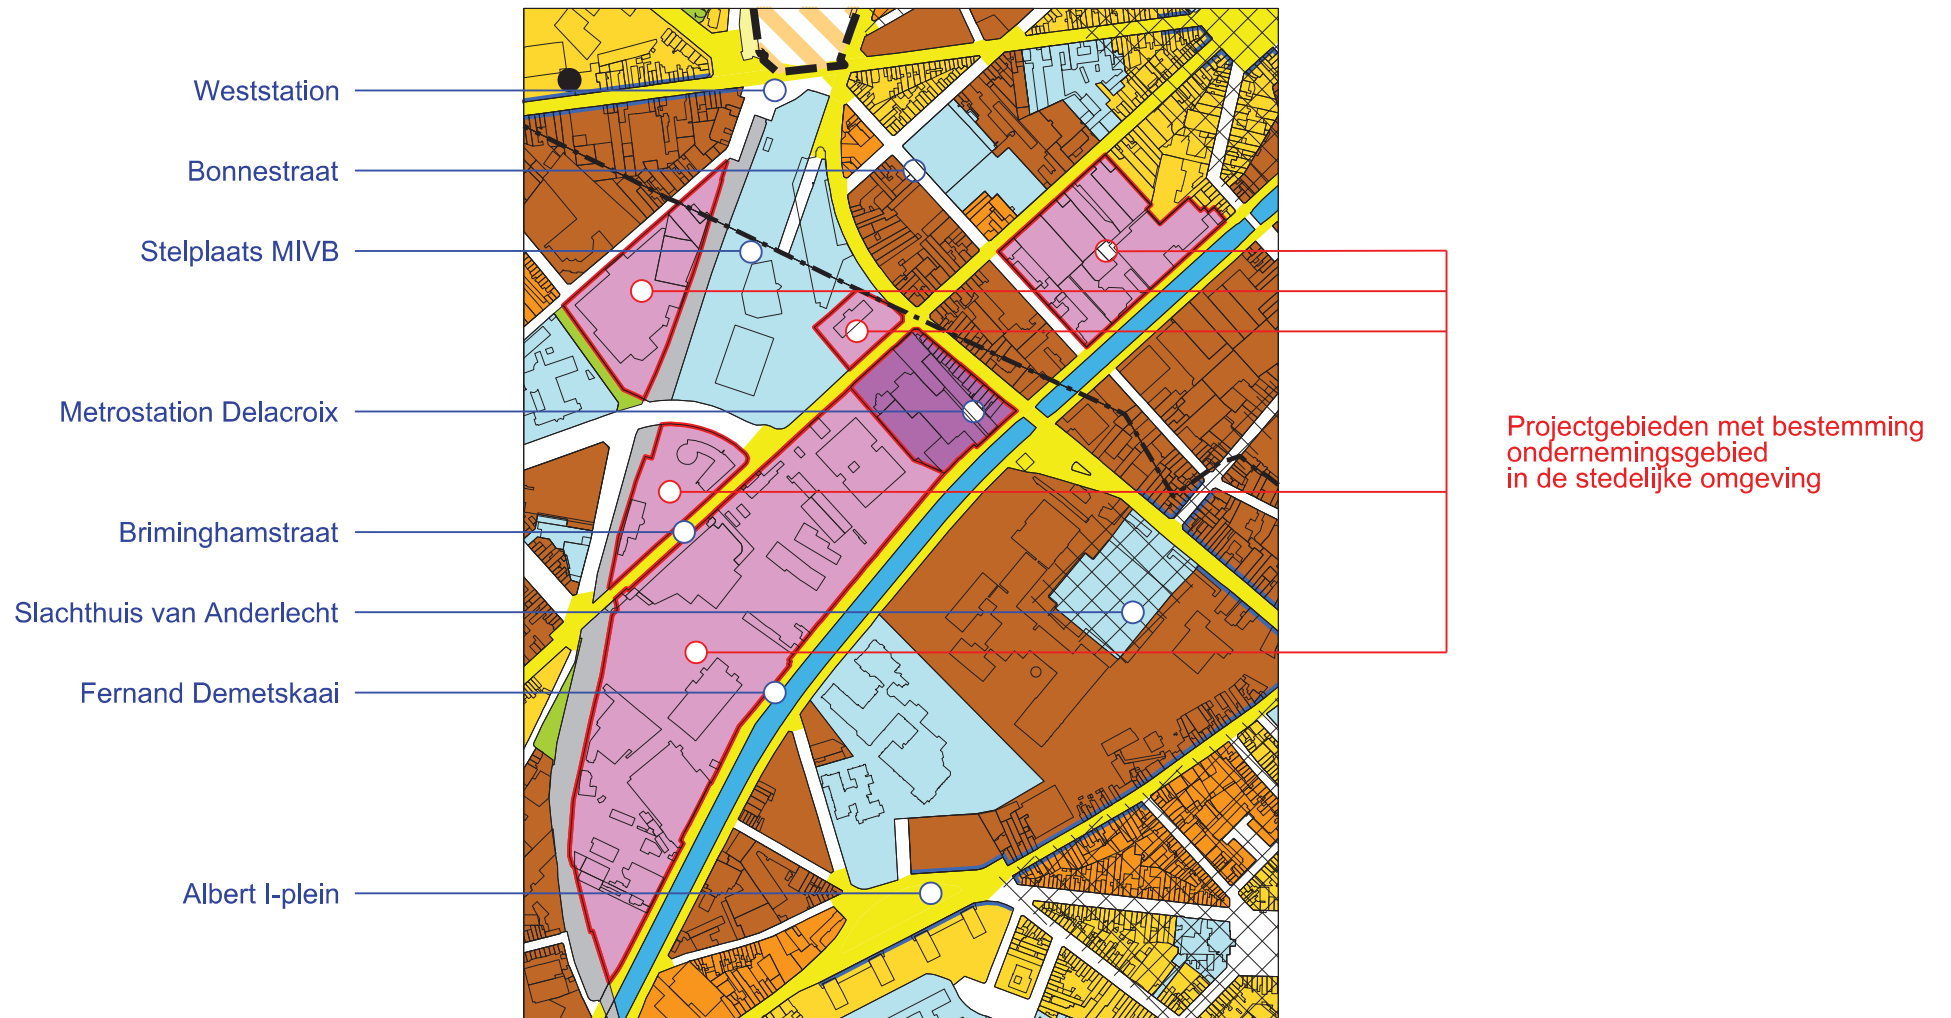 Weststation
Bonnestraat
Stelplaats MIVB
Metrostation Delacroix
Briminghamstraat
Slachthuis van Anderlecht
Fernand Demetskaai
Albert I-plein
Projectgebieden met bestemming
ondernemingsgebied
in de stedelijke omgeving